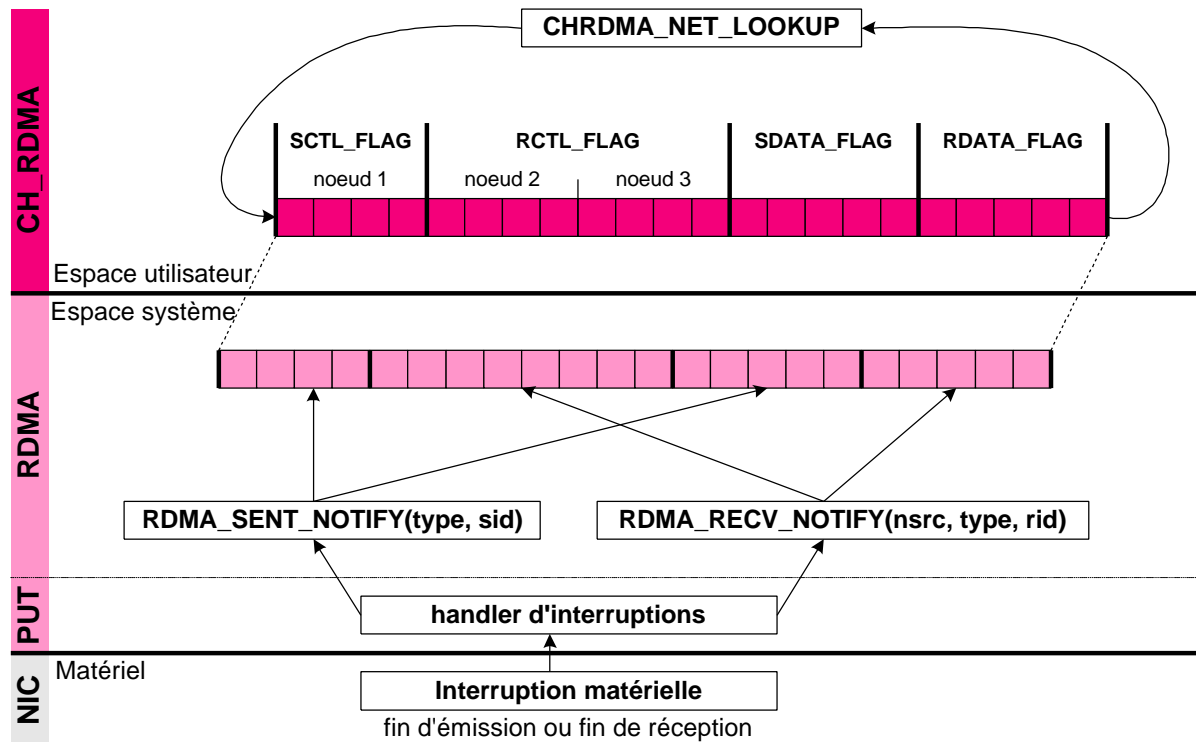 CHRDMA_NET_LOOKUP
CH_RDMA
SCTL_FLAG
RCTL_FLAG
SDATA_FLAG
RDATA_FLAG
noeud 1
noeud 2
noeud 3
Espace utilisateur
Espace système
RDMA
RDMA_SENT_NOTIFY(type, sid)
RDMA_RECV_NOTIFY(nsrc, type, rid)
PUT
handler d'interruptions
Matériel
NIC
Interruption matérielle
fin d'émission ou fin de réception